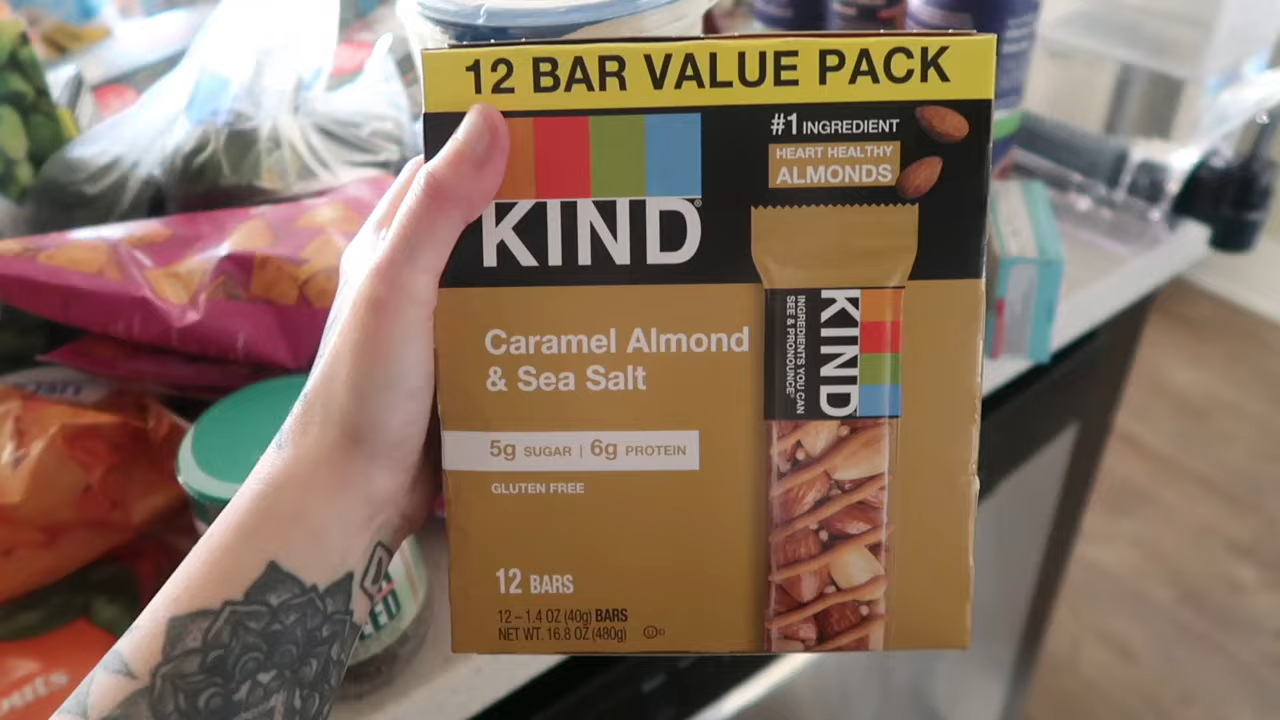 12 BAR VALUE PACK
#1 INGREDIENT
HEART HEALTHY
ALMONDS
KIND®
KIND
INGREDIENTS YOU CAN
SEE & PRONOUNCE®
Caramel Almond
& Sea Salt
5g SUGAR | 6g PROTEIN
GLUTEN FREE
12 BARS
12 – 1.4 OZ (40g) BARS
NET WT. 16.8 OZ (480g)